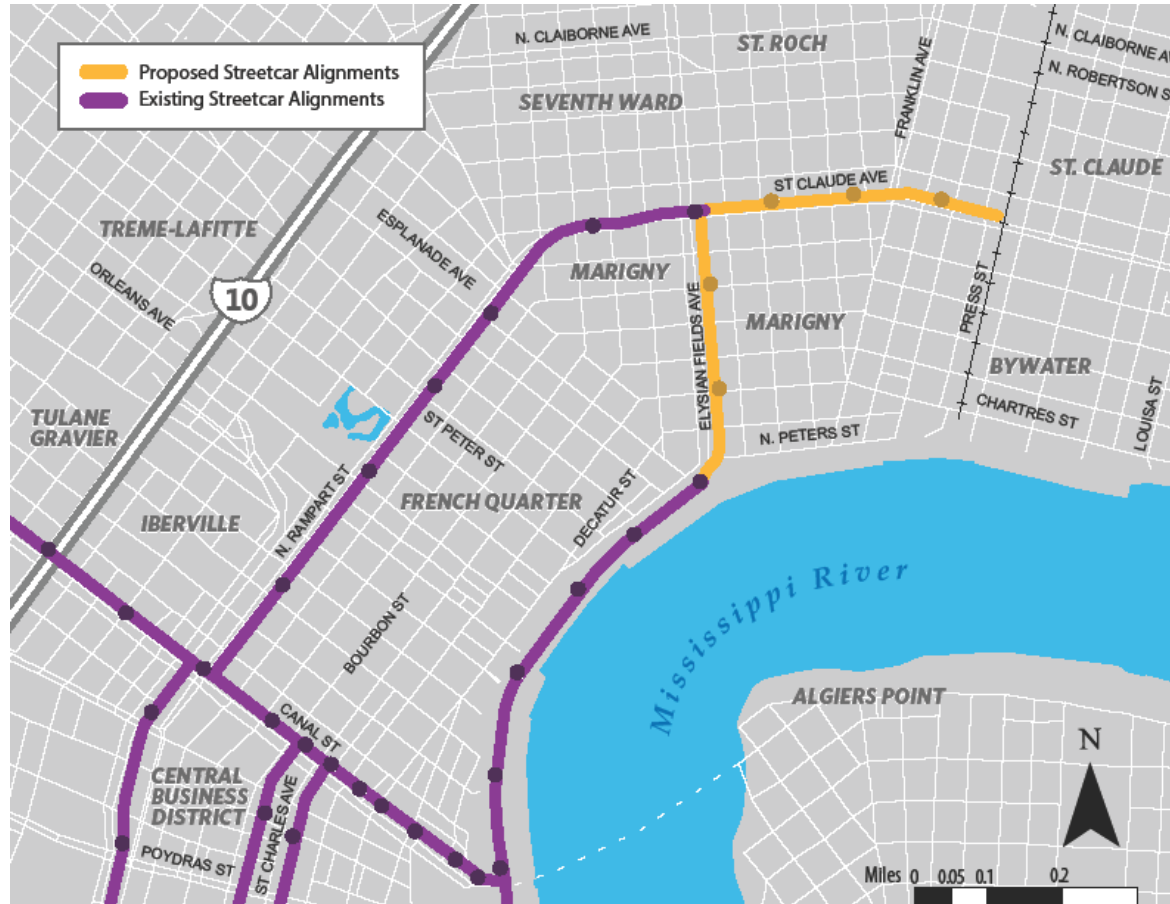 N. CLAIBORNE AVE
ST. ROCH
FRANKLIN AVE
N. CLAIBORNE AV
N. ROBERTSON S
Proposed Streetcar Alignments
Existing Streetcar Alignments
SEVENTH WARD
ST. CLAUDE
ST CLAUDE AVE
TREME-LAFITTE
ESPLANADE AVE
ORLEANS AVE
10
MARIGNY
ELYSIAN FIELDS AVE
MARIGNY
PRESS ST
BYWATER
CHARTRES ST
LOUISA ST
TULANE
GRAVIER
ST PETER ST
N. PETERS ST
FRENCH QUARTER
DECATUR ST
IBERVILLE
N. RAMPART ST
BOURBON ST
Mississippi River
ALGIERS POINT
CANAL ST
CENTRAL
BUSINESS
DISTRICT
ST CHARLES AVE
POYDRAS ST
N
Miles 0 0.05 0.1 0.2